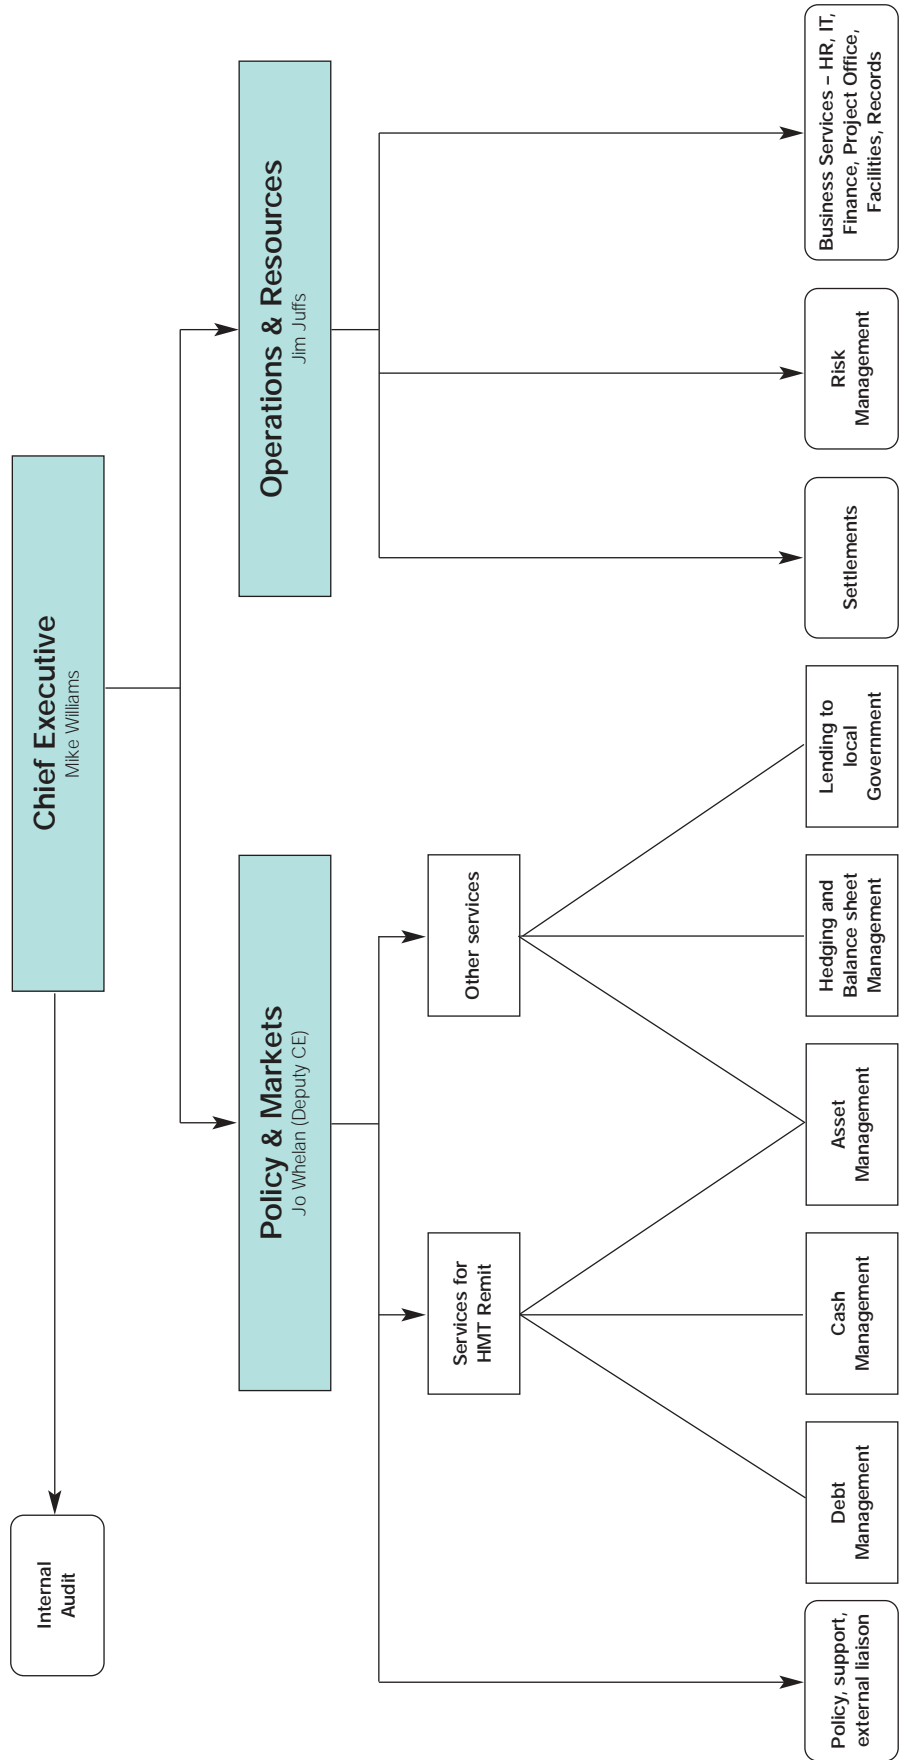 Chief Executive
Mike Williams
Internal
Audit
Policy & Markets
Jo Whelan (Deputy CE)
Operations & Resources
Jim Juffs
Services for
HMT Remit
Other services
Policy, support,
external liaison
Debt
Management
Cash
Management
Asset
Management
Hedging and
Balance sheet
Management
Lending to
local
Government
Settlements
Risk
Management
Business Services – HR, IT,
Finance, Project Office,
Facilities, Records